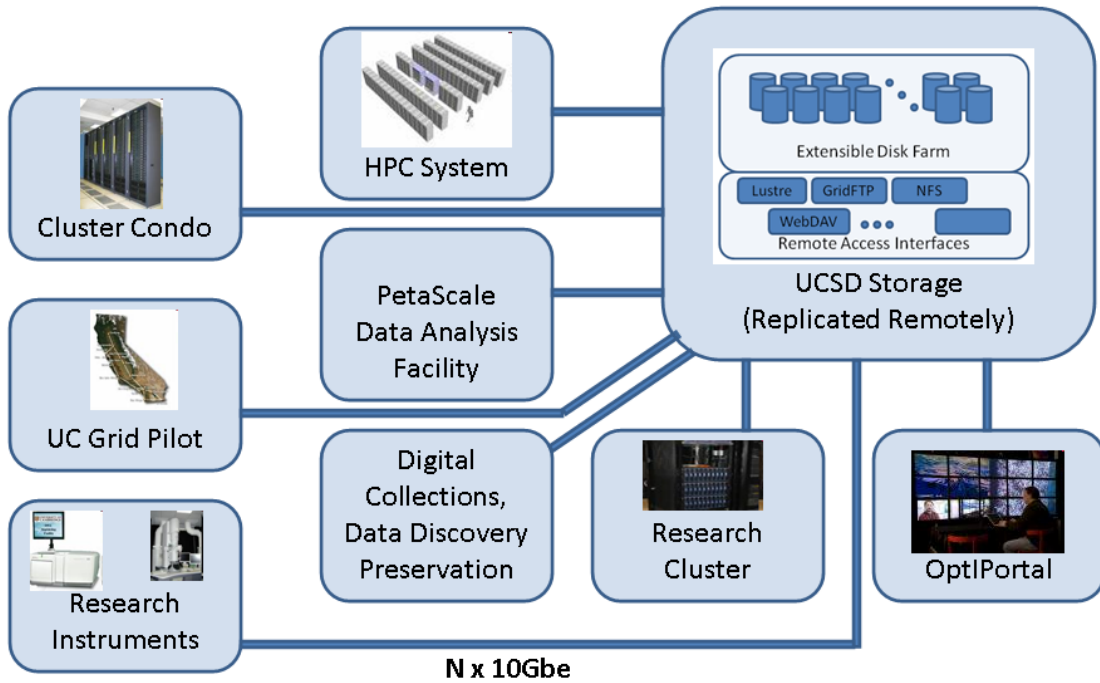 HPC System
Cluster Condo
PetaScale
Data Analysis
Facility
UC Grid Pilot
Digital
Collections,
Data Discovery
Preservation
Research
Instruments
N x 10Gbe
Extensible Disk Farm
Lustre
GridFTP
NFS
WebDAV
Remote Access Interfaces
UCSD Storage
(Replicated Remotely)
Research
Cluster
OptIPortal